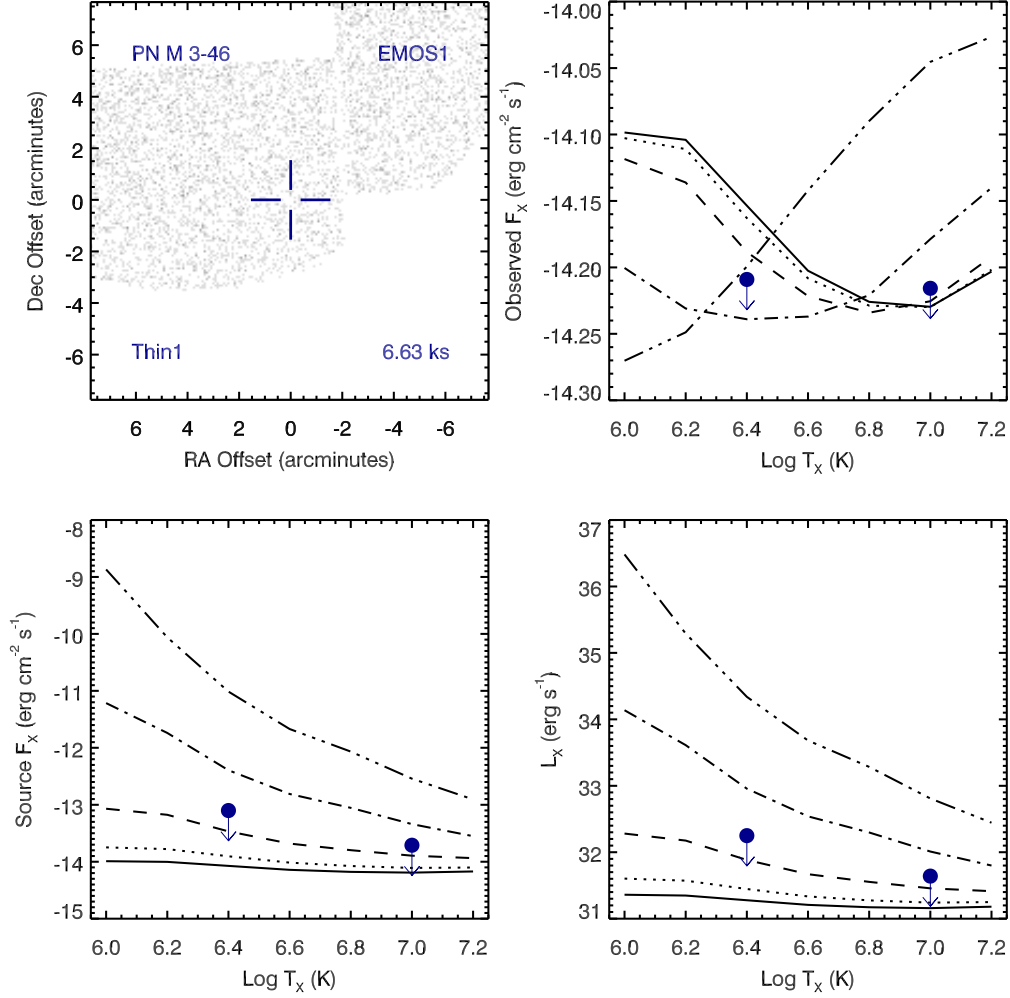 PN M 3-46 EMOS1
Thin1 6.63 ks
6
4
2
0
-2
-4
-6
Dec Offset (arcminutes)
6 4 2 0 -2 -4 -6
RA Offset (arcminutes)
-14.00
-14.05
-14.10
-14.15
-14.20
-14.25
-14.30
Observed Fx (erg cm-2 s-1)
6.0 6.2 6.4 6.6 6.8 7.0 7.2
Log Tx (K)
-8
-9
-10
-11
-12
-13
-14
-15
Source Fx (erg cm-2 s-1)
6.0 6.2 6.4 6.6 6.8 7.0 7.2
Log Tx (K)
37
36
35
34
33
32
31
Lx (erg s-1)
6.0 6.2 6.4 6.6 6.8 7.0 7.2
Log Tx (K)